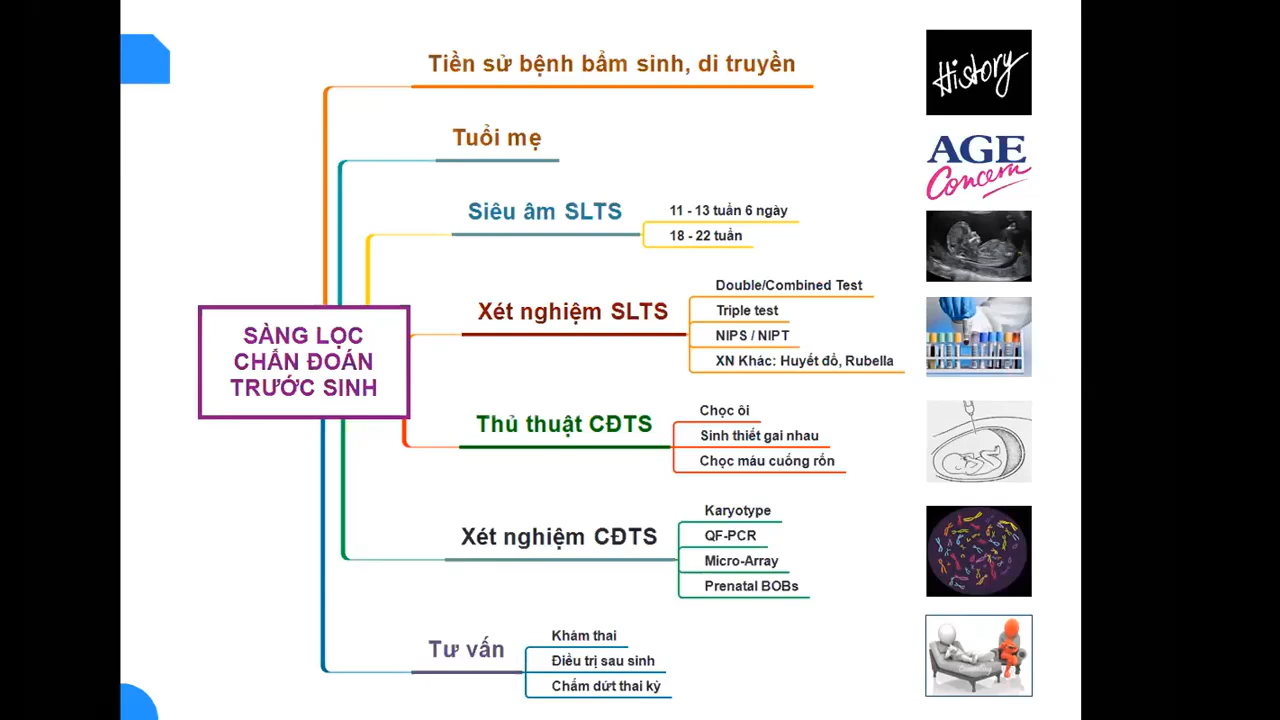 Tiền sử bệnh bẩm sinh, di truyền
History
Tuổi mẹ
AGE
Concern
Siêu âm SLTS
11 - 13 tuần 6 ngày
18 - 22 tuần
Xét nghiệm SLTS
Double/Combined Test
Triple test
NIPS / NIPT
XN Khác: Huyết đồ, Rubella
SÀNG LỌC
CHẨN ĐOÁN
TRƯỚC SINH
Thủ thuật CĐTS
Chọc ối
Sinh thiết gai nhau
Chọc máu cuống rốn
Xét nghiệm CĐTS
Karyotype
QF-PCR
Micro-Array
Prenatal BOBs
Tư vấn
Khám thai
Điều trị sau sinh
Chấm dứt thai kỳ